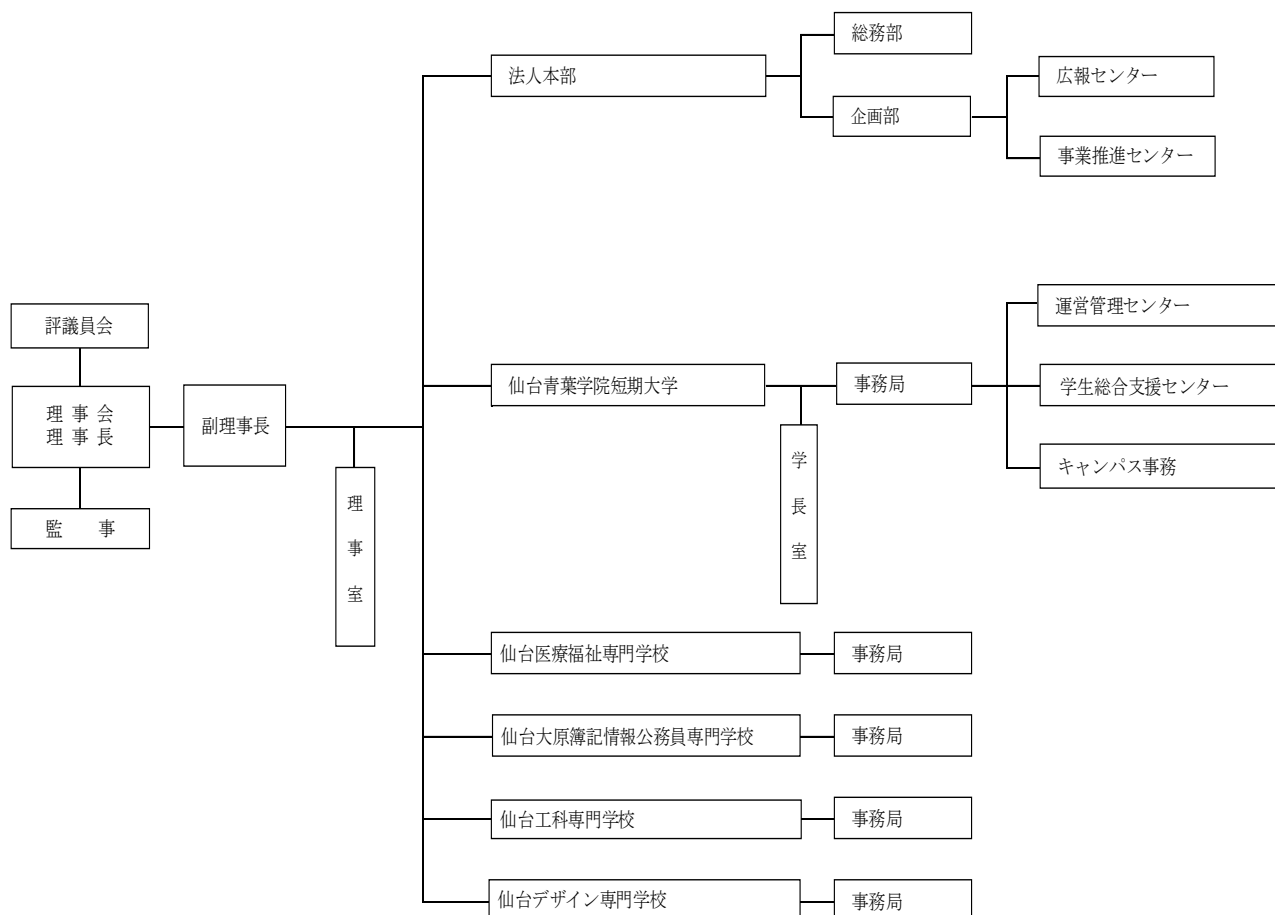 総務部
法人本部
広報センター
企画部
事業推進センター
運営管理センター
評議員会
仙台青葉学院短期大学
事務局
学生総合支援センター
理事会
理事長
副理事長
学長室
キャンパス事務
理事室
監　事
仙台医療福祉専門学校
事務局
仙台大原簿記情報公務員専門学校
事務局
仙台工科専門学校
事務局
仙台デザイン専門学校
事務局